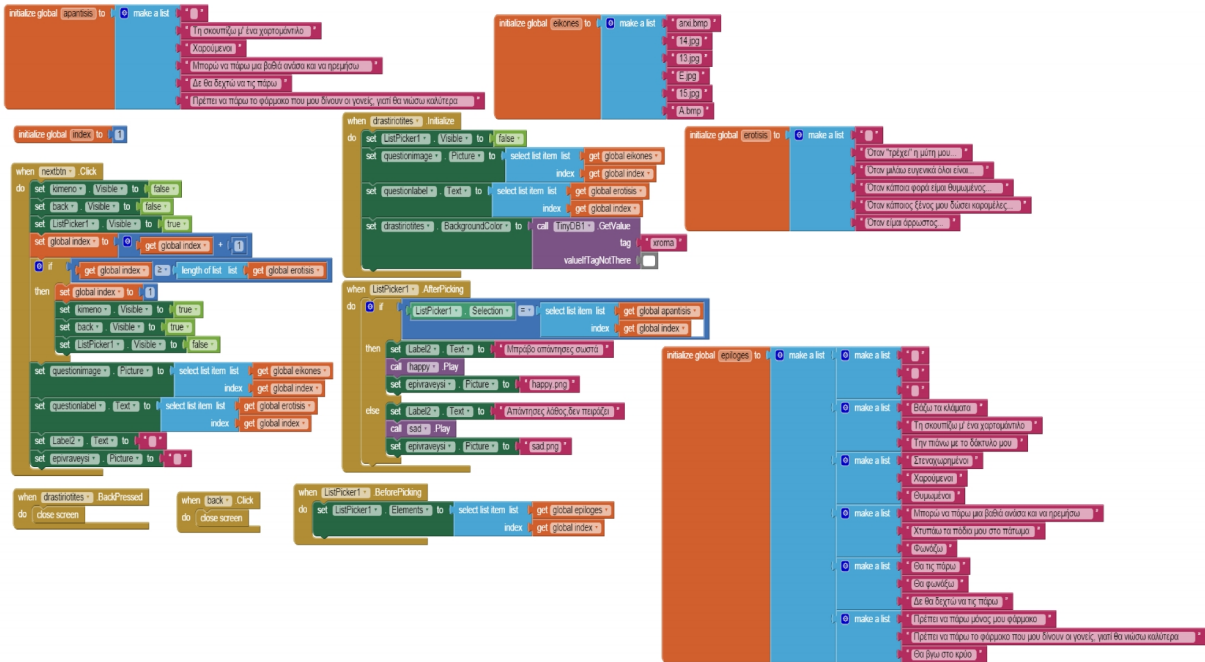 initialize global apantisis to make a list " "
" Τη σκουπίζω μ' ένα χαρτομάντιλο "
" Χαρούμενοι "
" Μπορώ να πάρω μια βαθιά ανάσα και να ηρεμήσω "
" Δε θα δεχτώ να τις πάρω "
" Πρέπει να πάρω το φάρμακο που μου δίνουν οι γονείς, γιατί θα νιώσω καλύτερα "
initialize global eikones to make a list " arxi.bmp "
" 14.jpg "
" 13.jpg "
" E.jpg "
" 15.jpg "
" A.bmp "
initialize global index to 1
when drastiriotites .Initialize
do set ListPicker1 . Visible to false
set questionimage . Picture to select list item list get global eikones
index get global index
set questionlabel . Text to select list item list get global erotisis
index get global index
set drastiriotites . BackgroundColor to call TinyDB1 .GetValue
tag " xroma "
valueIfTagNotThere
initialize global erotisis to make a list " "
" Όταν "τρέχει" η μύτη μου... "
" Όταν μιλάω ευγενικά όλοι είναι... "
" Όταν κάποια φορά είμαι θυμωμένος... "
" Όταν κάποιος ξένος μου δώσει καραμέλες... "
" Όταν είμαι άρρωστος... "
when nextbtn .Click
do set kimeno . Visible to false
set back . Visible to false
set ListPicker1 . Visible to true
set global index to get global index + 1
if get global index ≥ length of list list get global erotisis
then set global index to 1
set kimeno . Visible to true
set back . Visible to true
set ListPicker1 . Visible to false
set questionimage . Picture to select list item list get global eikones
index get global index
set questionlabel . Text to select list item list get global erotisis
index get global index
set Label2 . Text to " "
set epivraveysi . Picture to " "
when ListPicker1 .AfterPicking
do if ListPicker1 . Selection = select list item list get global apantisis
index get global index
then set Label2 . Text to " Μπράβο απάντησες σωστά "
call happy .Play
set epivraveysi . Picture to " happy.png "
else set Label2 . Text to " Απάντησες λάθος,δεν πειράζει "
call sad .Play
set epivraveysi . Picture to " sad.png "
when drastiriotites .BackPressed
do close screen
when back .Click
do close screen
when ListPicker1 .BeforePicking
do set ListPicker1 . Elements to select list item list get global epiloges
index get global index
initialize global epiloges to make a list make a list " "
" "
" "
make a list " Βάζω τα κλάματα "
" Τη σκουπίζω μ' ένα χαρτομάντιλο "
" Την πιάνω με το δάκτυλο μου "
make a list " Στεναχωρημένοι "
" Χαρούμενοι "
" Θυμωμένοι "
make a list " Μπορώ να πάρω μια βαθιά ανάσα και να ηρεμήσω "
" Χτυπάω τα πόδια μου στο πάτωμα "
" Φωνάζω "
make a list " Θα τις πάρω "
" Θα φωνάξω "
" Δε θα δεχτώ να τις πάρω "
make a list " Πρέπει να πάρω μόνος μου φάρμακο "
" Πρέπει να πάρω το φάρμακο που μου δίνουν οι γονείς, γιατί θα νιώσω καλύτερα "
" Θα βγω στο κρύο "